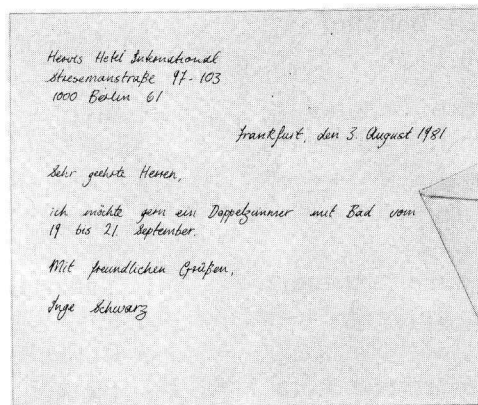 Hervis Hotel International
Stresemanstraße 97-103
1000 Berlin 61
Frankfurt, den 3. August 1981
Sehr geehrte Herren,
ich möchte gern ein Doppelzimmer mit Bad vom
19 bis 21. September.
Mit freundlichen Grüßen,
Inge Schwarz